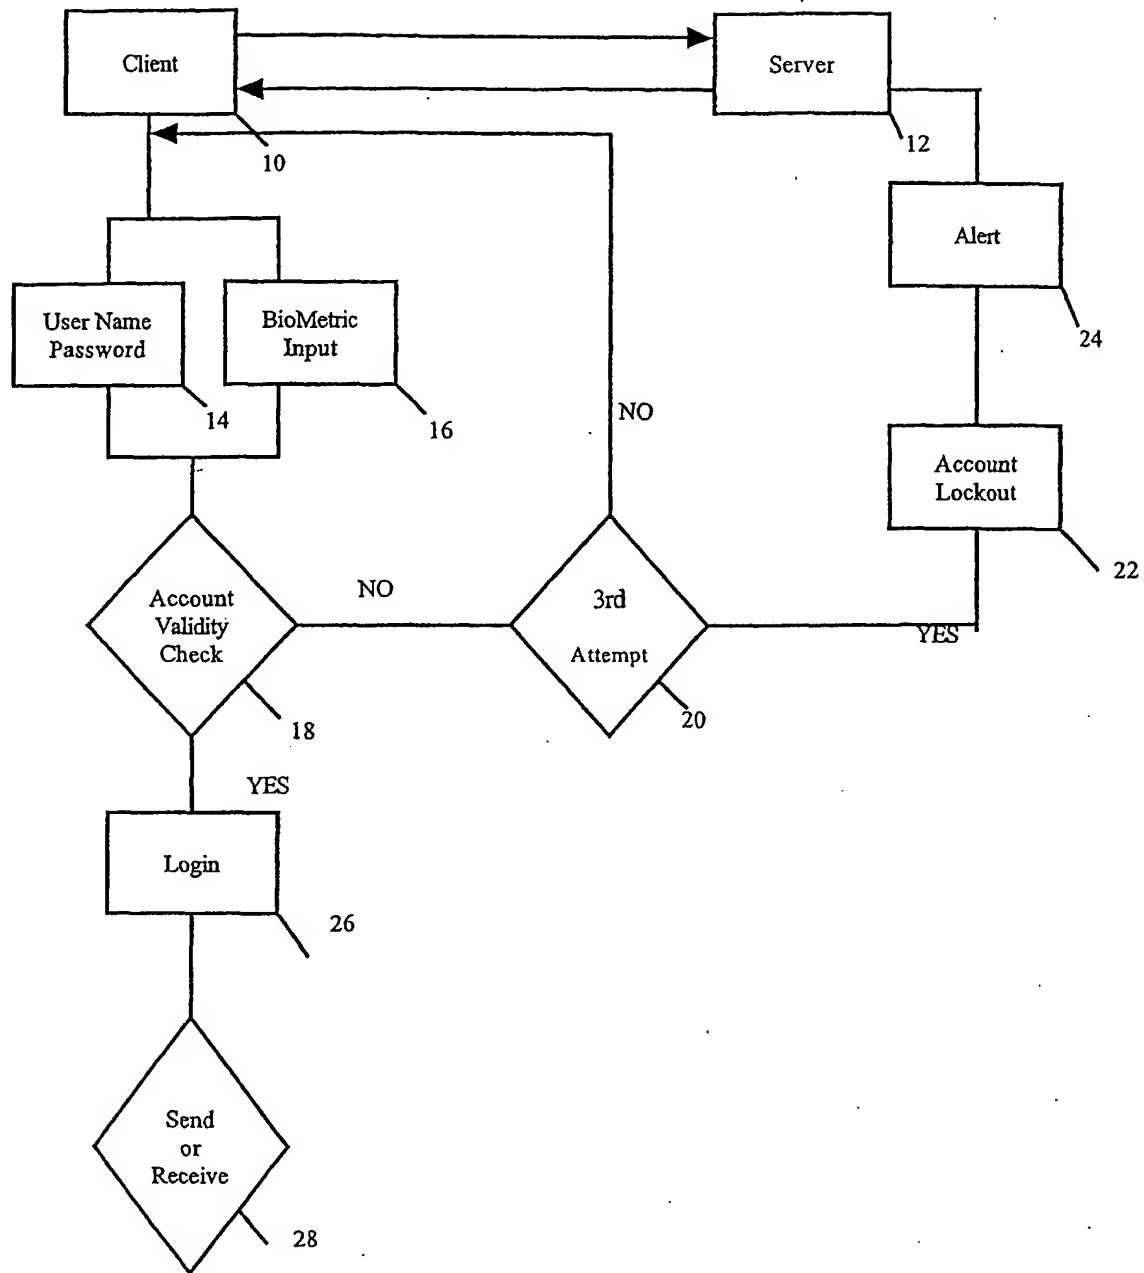 Client
Server
10
12
Alert
24
User Name
Password
14
BioMetric
Input
16
NO
Account
Lockout
22
Account
Validity
Check
18
NO
3rd
Attempt
20
YES
YES
Login
26
Send
or
Receive
28